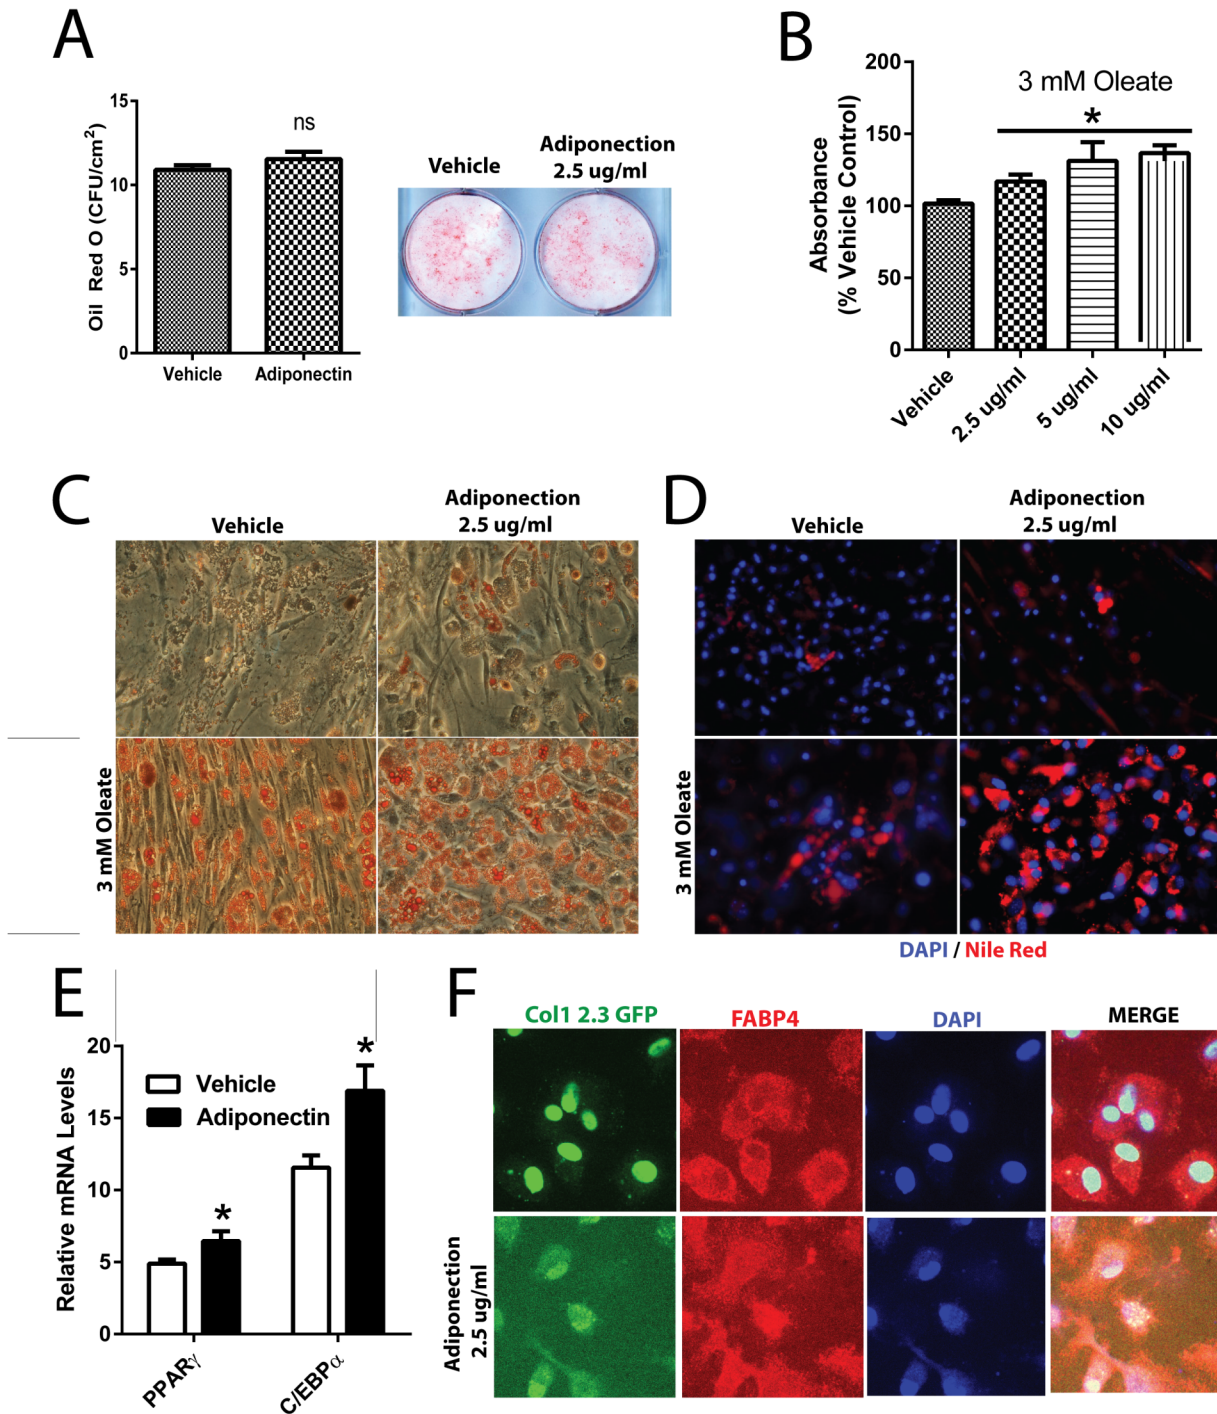 A
Oil Red O (CFU/cm²)
15
10
5
0
ns
Vehicle
Adiponectin
Vehicle
Adiponection
2.5 ug/ml
B
Absorbance
(% Vehicle Control)
200
150
100
50
0
3 mM Oleate
*
Vehicle
2.5 ug/ml
5 ug/ml
10 ug/ml
C
Vehicle
Adiponection
2.5 ug/ml
3 mM Oleate
D
Vehicle
Adiponection
2.5 ug/ml
3 mM Oleate
DAPI / Nile Red
E
Relative mRNA Levels
20
15
10
5
0
Vehicle
Adiponectin
*
*
PPARγ
C/EBPα
F
Col1 2.3 GFP
FABP4
DAPI
MERGE
Adiponection
2.5 ug/ml